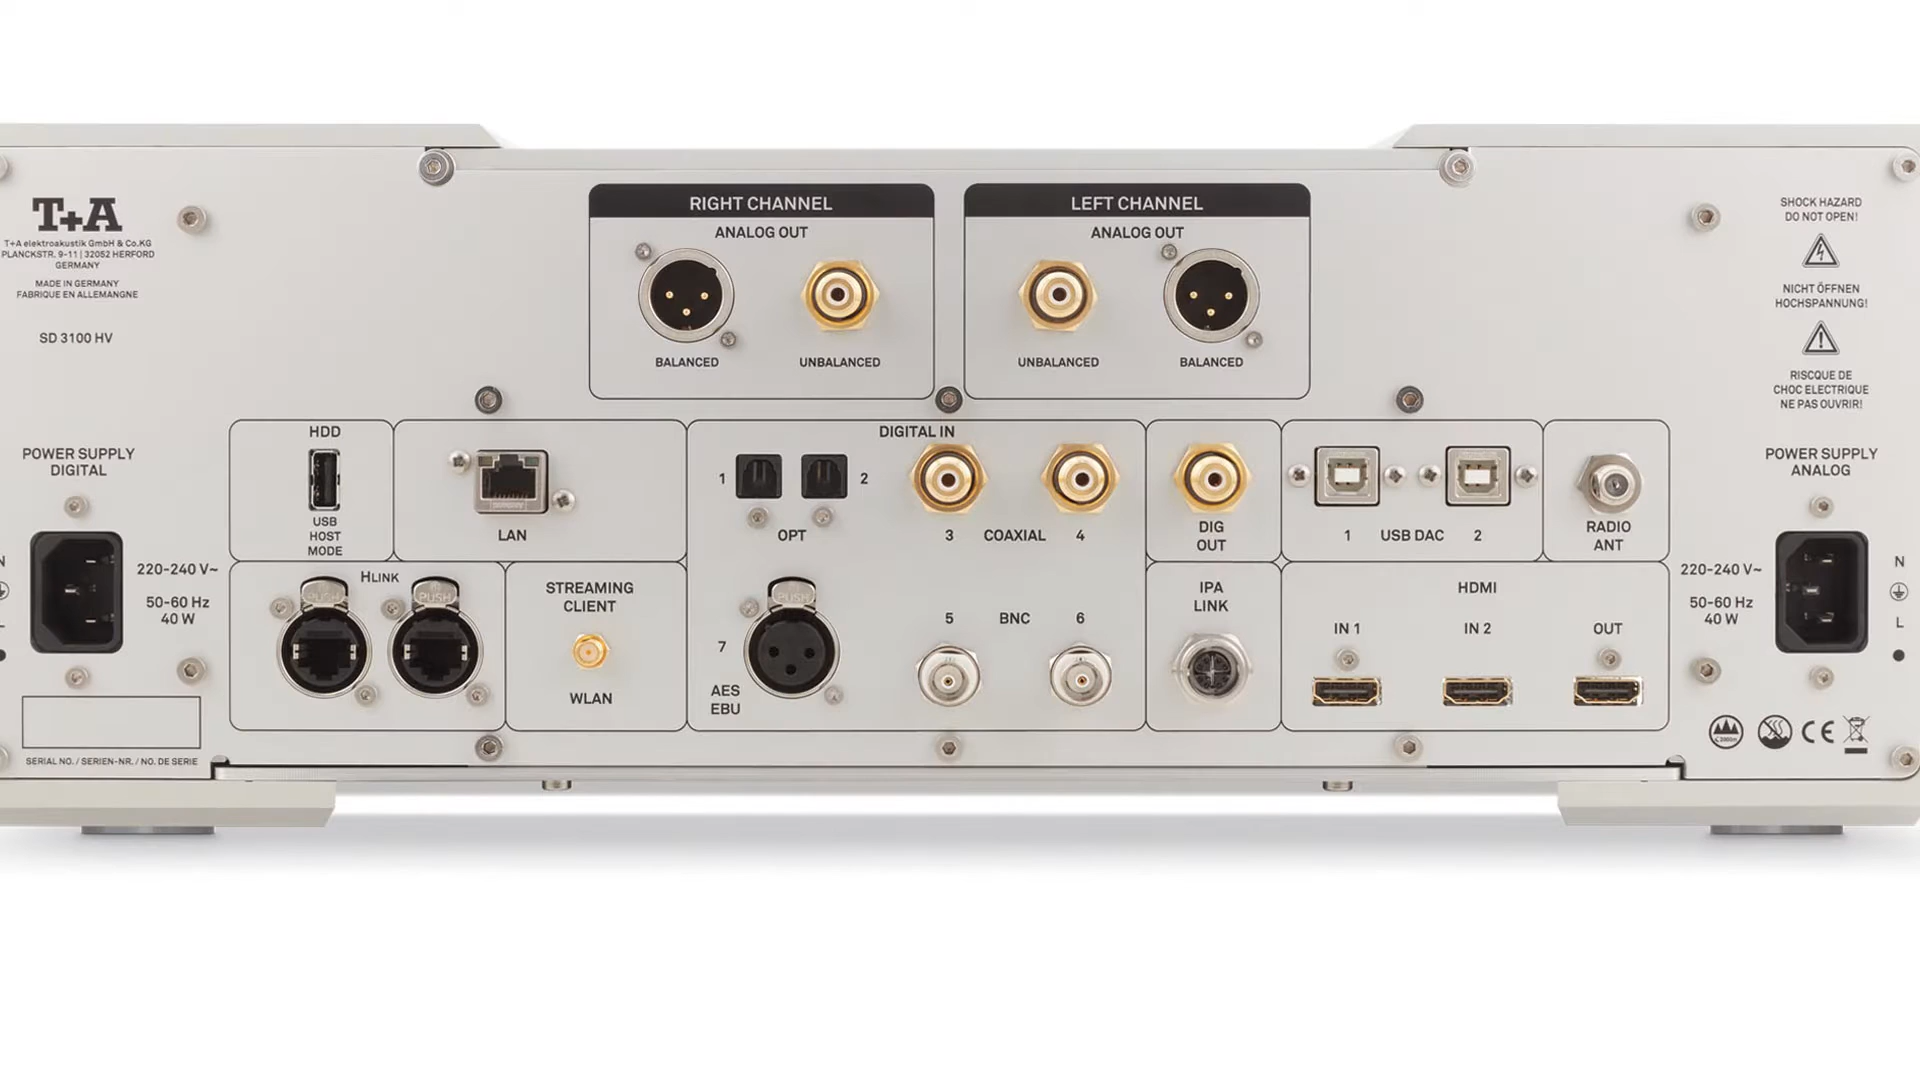 T+A
T+A elektroakustik GmbH & Co.KG
PLANCKSTR. 9-11 | 32052 HERFORD
GERMANY
MADE IN GERMANY
FABRIQUE EN ALLEMANGNE
SD 3100 HV
POWER SUPPLY
DIGITAL
N
L
220-240 V~
50-60 Hz
40 W
SERIAL NO. / SERIEN-NR. / NO. DE SERIE
RIGHT CHANNEL
ANALOG OUT
BALANCED
UNBALANCED
LEFT CHANNEL
ANALOG OUT
UNBALANCED
BALANCED
HDD
USB
HOST
MODE
LAN
HLINK
PUSH
PUSH
STREAMING
CLIENT
WLAN
DIGITAL IN
1
2
OPT
3
COAXIAL
4
PUSH
7
AES
EBU
5
BNC
6
DIG
OUT
IPA
LINK
1
USB DAC
2
RADIO
ANT
HDMI
IN 1
IN 2
OUT
SHOCK HAZARD
DO NOT OPEN!
NICHT ÖFFNEN
HOCHSPANNUNG!
RISCQUE DE
CHOC ELECTRIQUE
NE PAS OUVRIR!
POWER SUPPLY
ANALOG
220-240 V~
50-60 Hz
40 W
N
L
CE